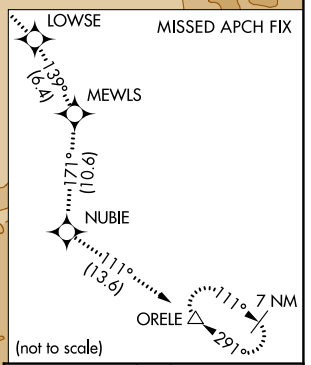 LOWSE
MISSED APCH FIX
139°
(6.4)
MEWLS
171°
(10.6)
NUBIE
111°
(13.6)
111°
7 NM
ORELE
291°
(not to scale)